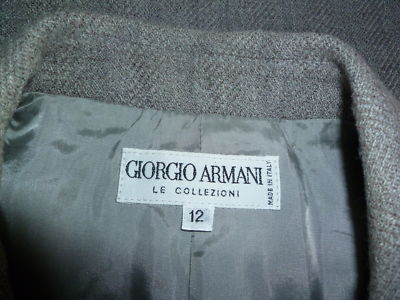 GIORGIO ARMANI
LE COLLEZIONI
MADE IN ITALY
12